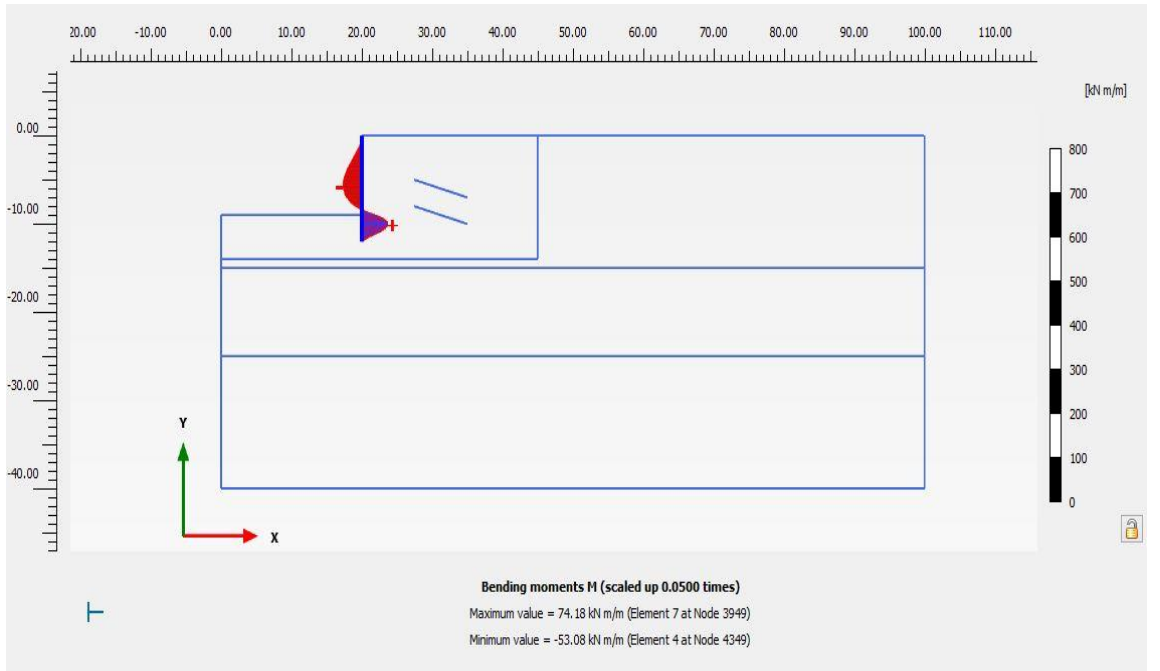 20.00 -10.00 0.00 10.00 20.00 30.00 40.00 50.00 60.00 70.00 80.00 90.00 100.00 110.00
[kN m/m]
0.00
800
700
-10.00
600
500
-20.00
400
300
-30.00
200
Y
100
-40.00
0
X
Bending moments M (scaled up 0.0500 times)
Maximum value = 74.18 kN m/m (Element 7 at Node 3949)
Minimum value = -53.08 kN m/m (Element 4 at Node 4349)